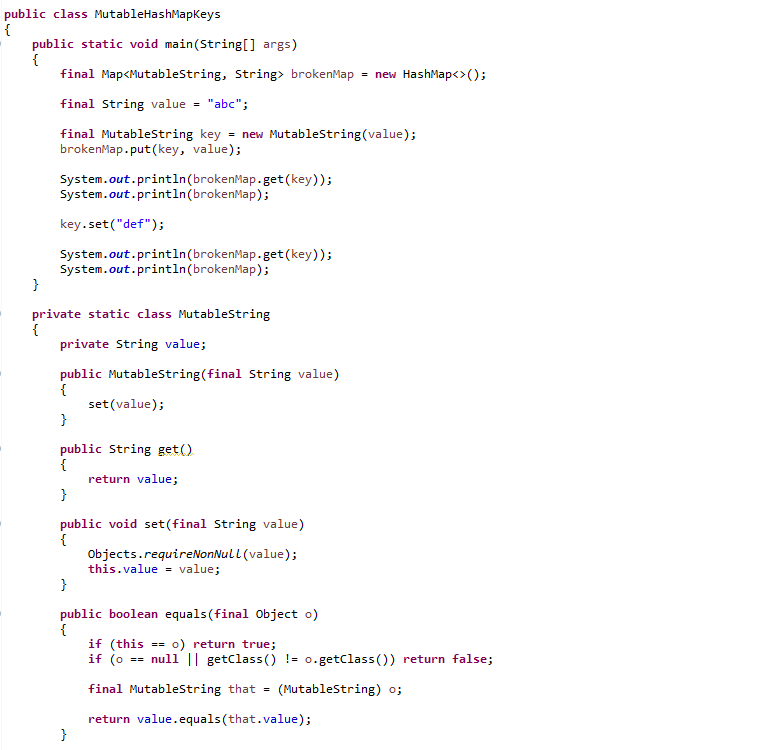 public class MutableHashMapKeys
{
    public static void main(String[] args)
    {
        final Map<MutableString, String> brokenMap = new HashMap<>();

        final String value = "abc";

        final MutableString key = new MutableString(value);
        brokenMap.put(key, value);

        System.out.println(brokenMap.get(key));
        System.out.println(brokenMap);

        key.set("def");

        System.out.println(brokenMap.get(key));
        System.out.println(brokenMap);
    }

    private static class MutableString
    {
        private String value;

        public MutableString(final String value)
        {
            set(value);
        }

        public String get()
        {
            return value;
        }

        public void set(final String value)
        {
            Objects.requireNonNull(value);
            this.value = value;
        }

        public boolean equals(final Object o)
        {
            if (this == o) return true;
            if (o == null || getClass() != o.getClass()) return false;

            final MutableString that = (MutableString) o;

            return value.equals(that.value);
        }